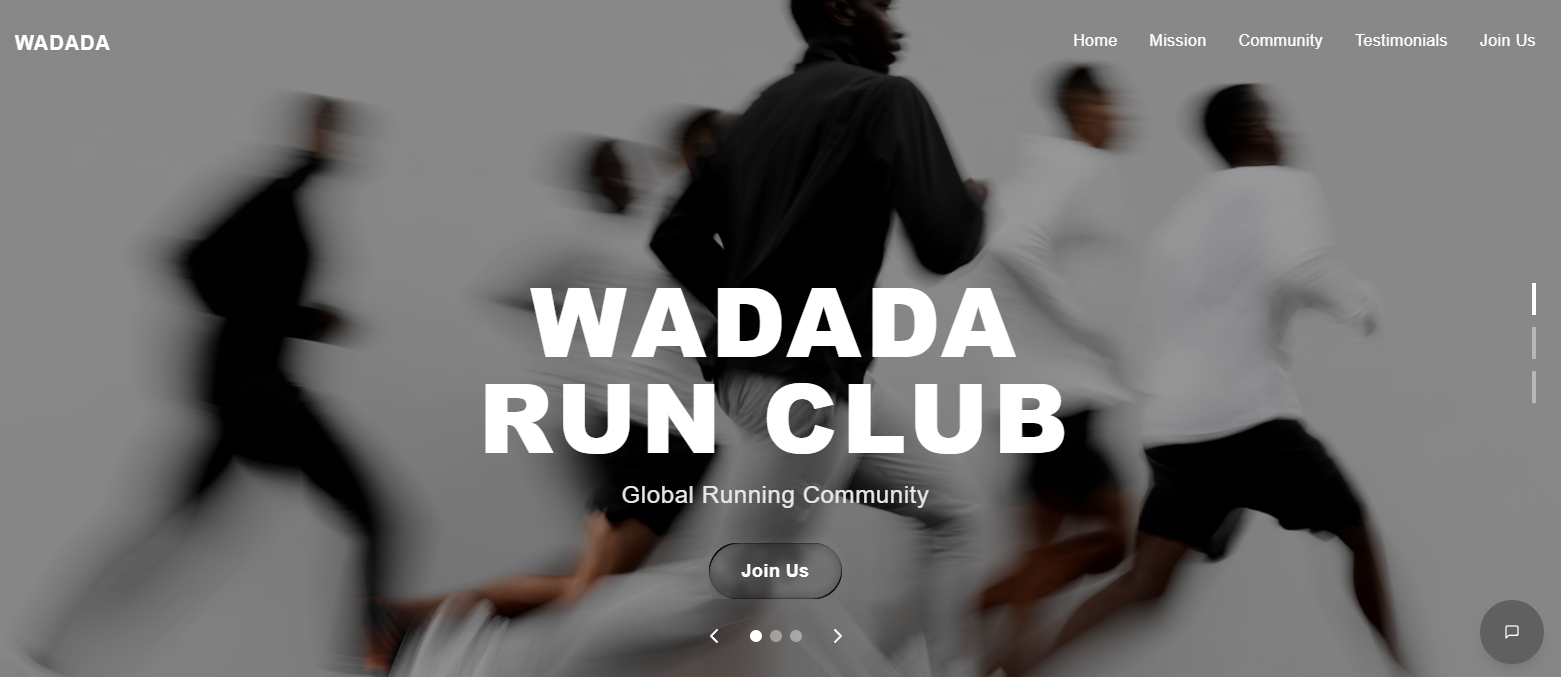 WADADA
Home Mission Community Testimonials Join Us
WADADA
RUN CLUB
Global Running Community
Join Us